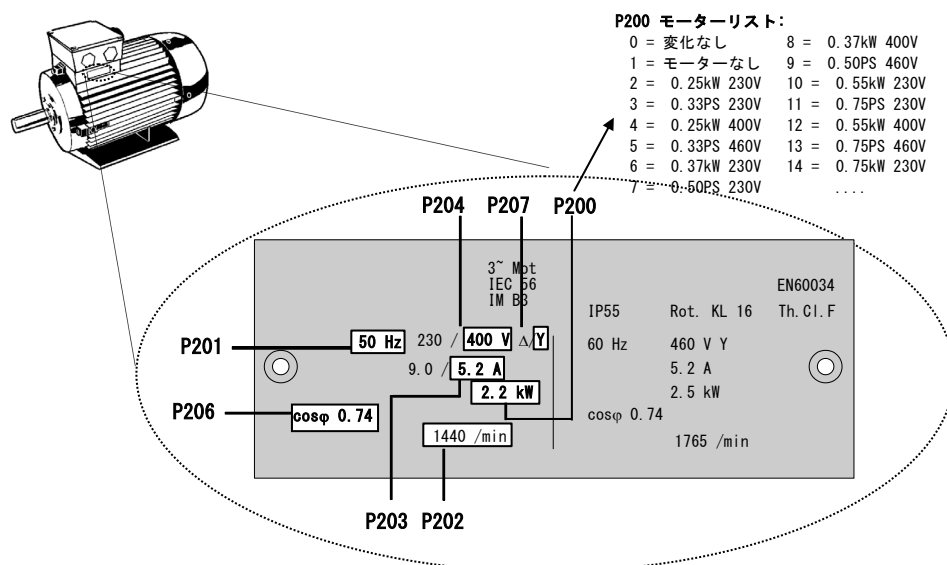 P200 モーターリスト:
0 = 変化なし 8 = 0.37kW 400V
1 = モーターなし 9 = 0.50PS 460V
2 = 0.25kW 230V 10 = 0.55kW 230V
3 = 0.33PS 230V 11 = 0.75PS 230V
4 = 0.25kW 400V 12 = 0.55kW 400V
5 = 0.33PS 460V 13 = 0.75PS 460V
6 = 0.37kW 230V 14 = 0.75kW 230V
7 = 0.50PS 230V ....
P204 P207 P200
3~ Mot
IEC 56
IM B3
EN60034
IP55 Rot. KL 16 Th.Cl.F
P201
50 Hz 230 / 400 V Δ/Y 60 Hz 460 V Y
9.0 / 5.2 A 5.2 A
2.2 kW 2.5 kW
P206
cosφ 0.74 cosφ 0.74
1440 /min 1765 /min
P203 P202